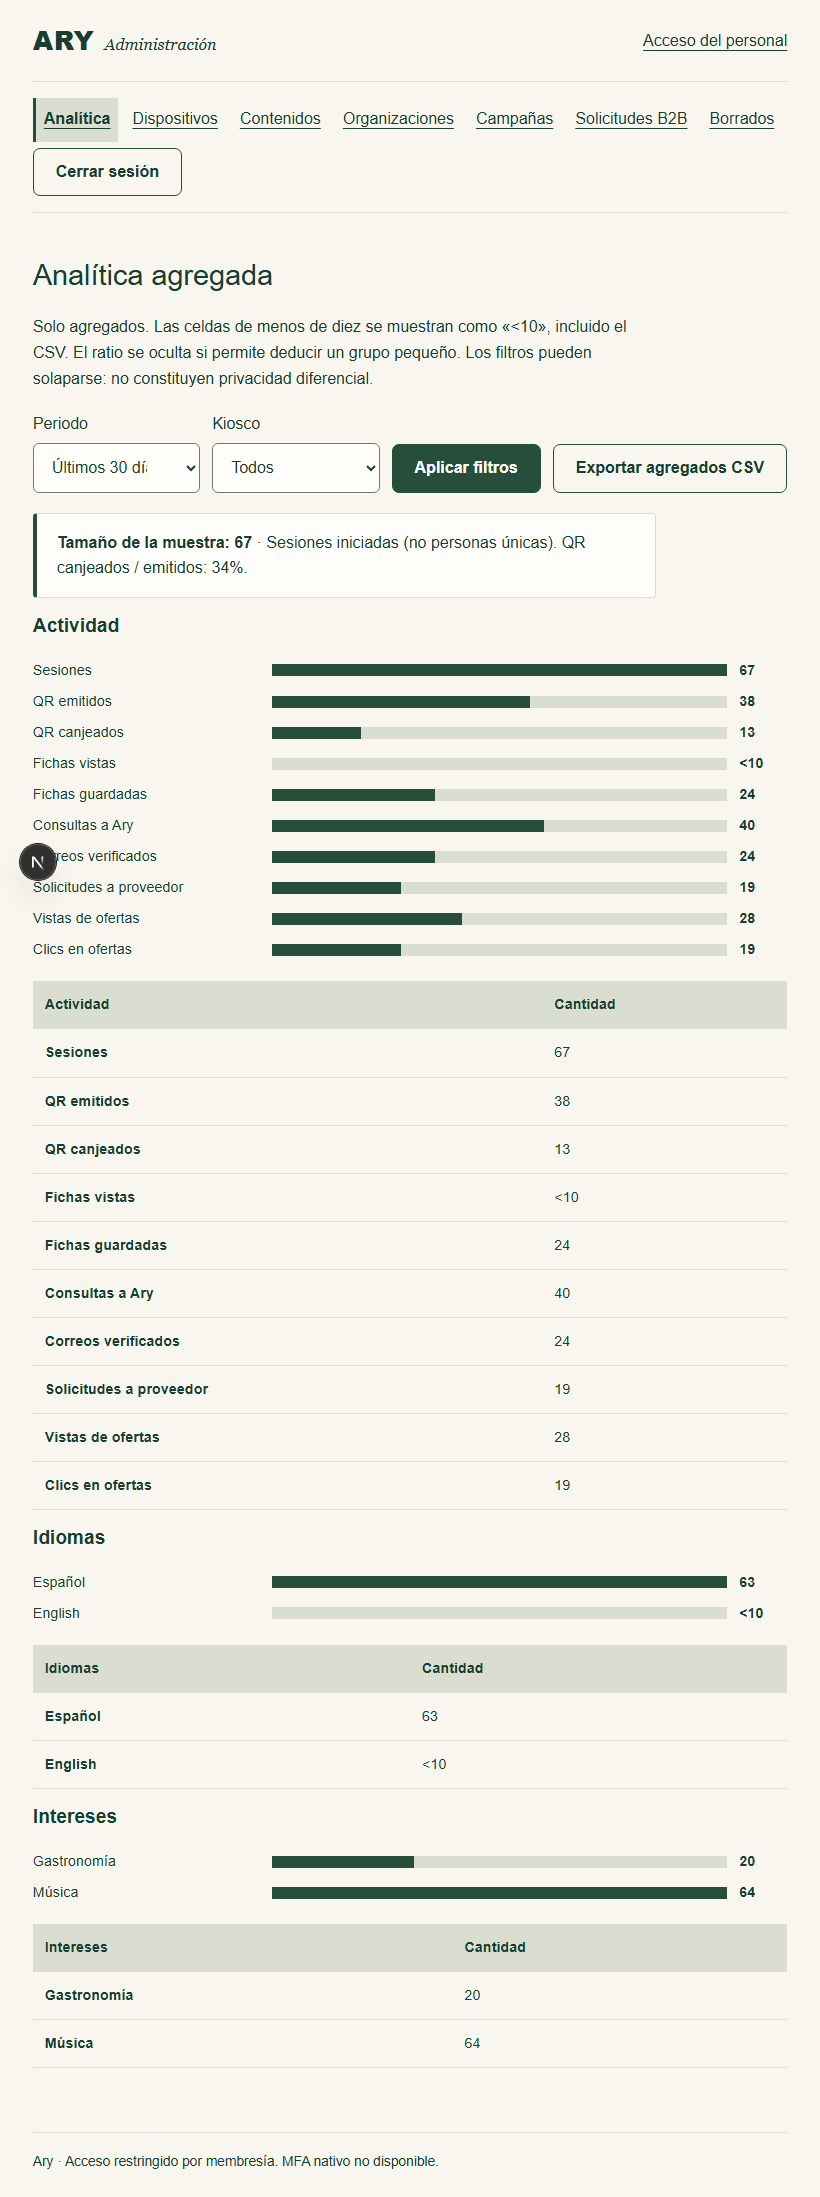 ARY Administración
Acceso del personal
Analítica Dispositivos Contenidos Organizaciones Campañas Solicitudes B2B Borrados
Cerrar sesión
Analítica agregada
Solo agregados. Las celdas de menos de diez se muestran como «<10», incluido el
CSV. El ratio se oculta si permite deducir un grupo pequeño. Los filtros pueden
solaparse: no constituyen privacidad diferencial.
Periodo Kiosco
Últimos 30 dí Todos Aplicar filtros Exportar agregados CSV
Tamaño de la muestra: 67 · Sesiones iniciadas (no personas únicas). QR
canjeados / emitidos: 34%.
Actividad
Sesiones 67
QR emitidos 38
QR canjeados 13
Fichas vistas <10
Fichas guardadas 24
Consultas a Ary 40
N reos verificados 24
Solicitudes a proveedor 19
Vistas de ofertas 28
Clics en ofertas 19
Actividad Cantidad
Sesiones 67
QR emitidos 38
QR canjeados 13
Fichas vistas <10
Fichas guardadas 24
Consultas a Ary 40
Correos verificados 24
Solicitudes a proveedor 19
Vistas de ofertas 28
Clics en ofertas 19
Idiomas
Español 63
English <10
Idiomas Cantidad
Español 63
English <10
Intereses
Gastronomía 20
Música 64
Intereses Cantidad
Gastronomía 20
Música 64
Ary · Acceso restringido por membresía. MFA nativo no disponible.